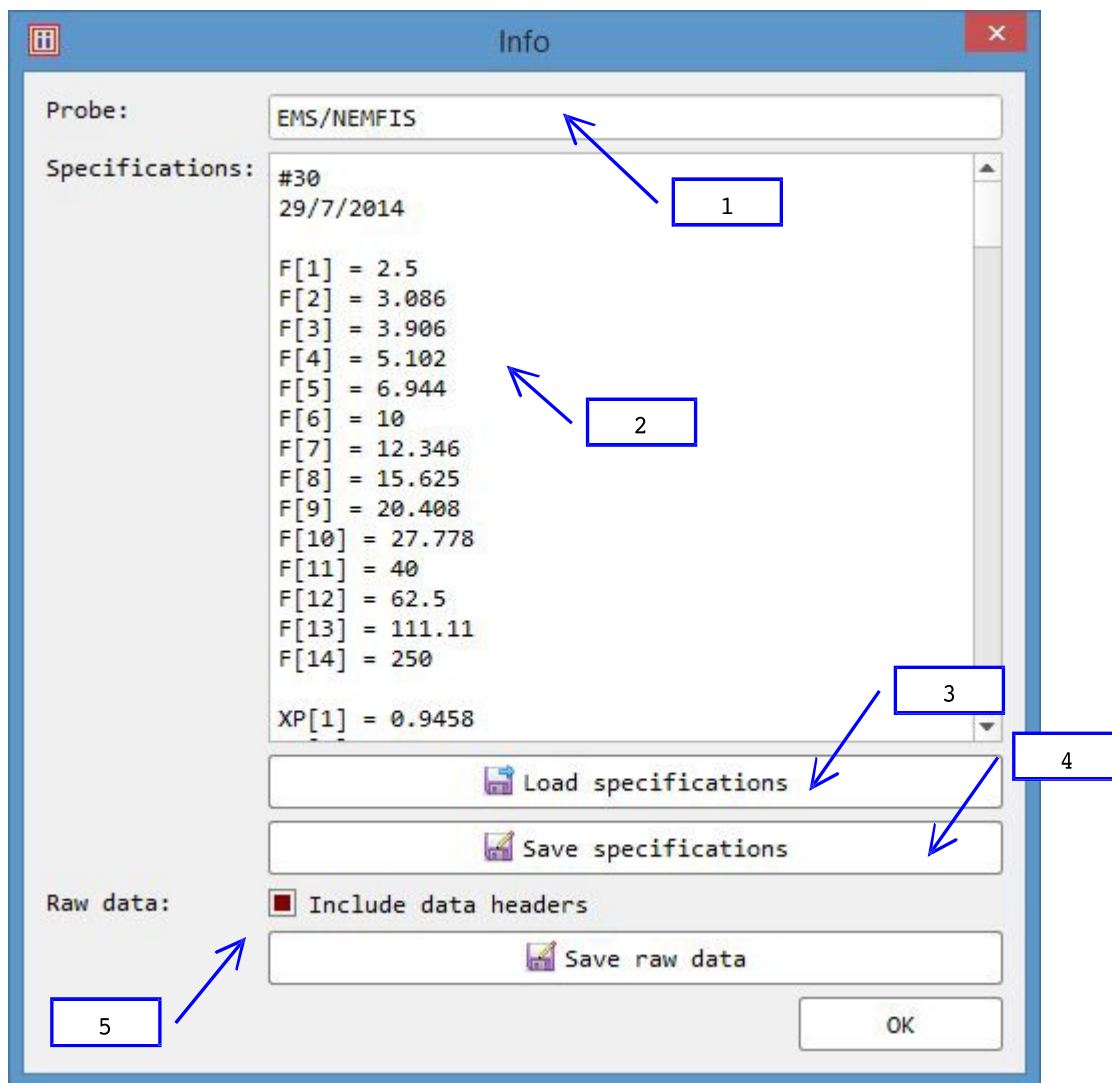 Info
Probe: EMS/NEMFIS
Specifications: #30
29/7/2014
1
F[1] = 2.5
F[2] = 3.086
F[3] = 3.906
F[4] = 5.102
F[5] = 6.944
F[6] = 10
2
F[7] = 12.346
F[8] = 15.625
F[9] = 20.408
F[10] = 27.778
F[11] = 40
F[12] = 62.5
F[13] = 111.11
F[14] = 250
3
XP[1] = 0.9458
4
Load specifications
Save specifications
Raw data: Include data headers
Save raw data
5
OK